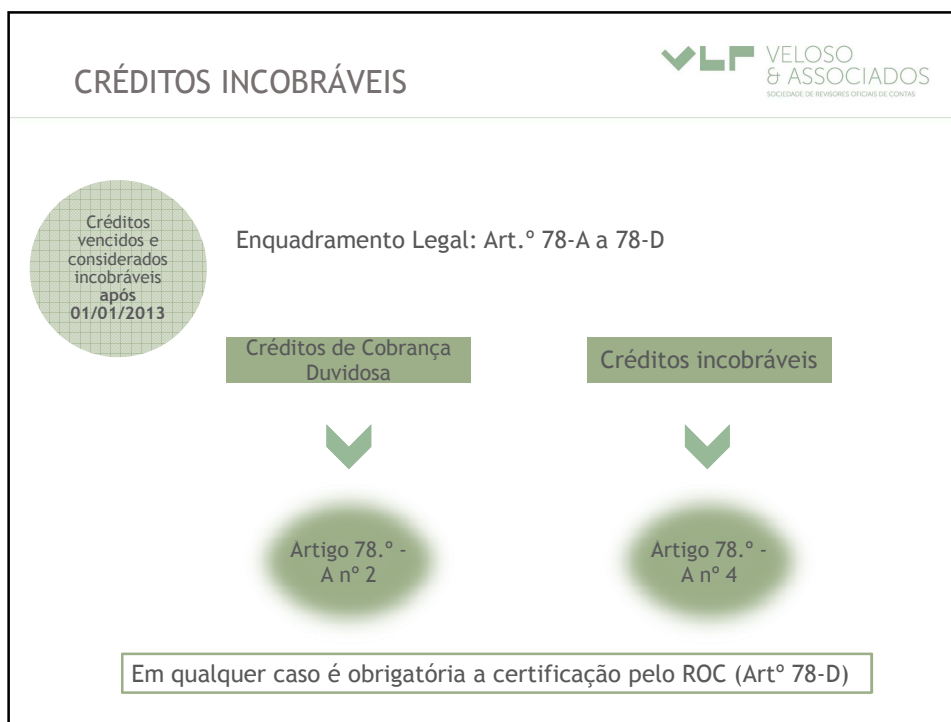 CRÉDITOS INCOBRÁVEIS
VLF VELOSO
& ASSOCIADOS
SOCIEDADE DE REVISORES OFICIAIS DE CONTAS
Créditos
vencidos e
considerados
incobráveis
após
01/01/2013
Enquadramento Legal: Art.º 78-A a 78-D
Créditos de Cobrança
Duvidosa
Créditos incobráveis
Artigo 78.º -
A nº 2
Artigo 78.º -
A nº 4
Em qualquer caso é obrigatória a certificação pelo ROC (Artº 78-D)